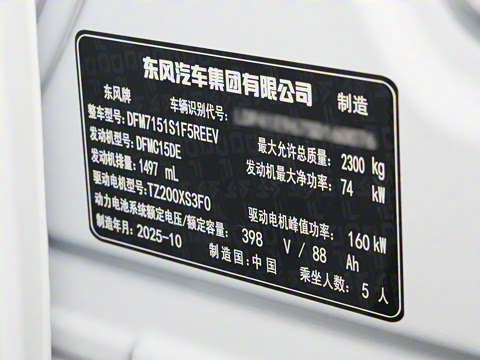 东风汽车集团有限公司 制造
东风牌 车辆识别代号:
整车型号: DFM7151S1F5REEV 最大允许总质量: 2300 kg
发动机型号: DFMC15DE 发动机最大净功率: 74 kW
发动机排量: 1497 mL
驱动电机型号: TZ200XS3F0 驱动电机峰值功率: 160 kW
动力电池系统额定电压/额定容量: 398 V / 88 Ah
制造年月: 2025-10 制造国: 中国 乘坐人数: 5 人